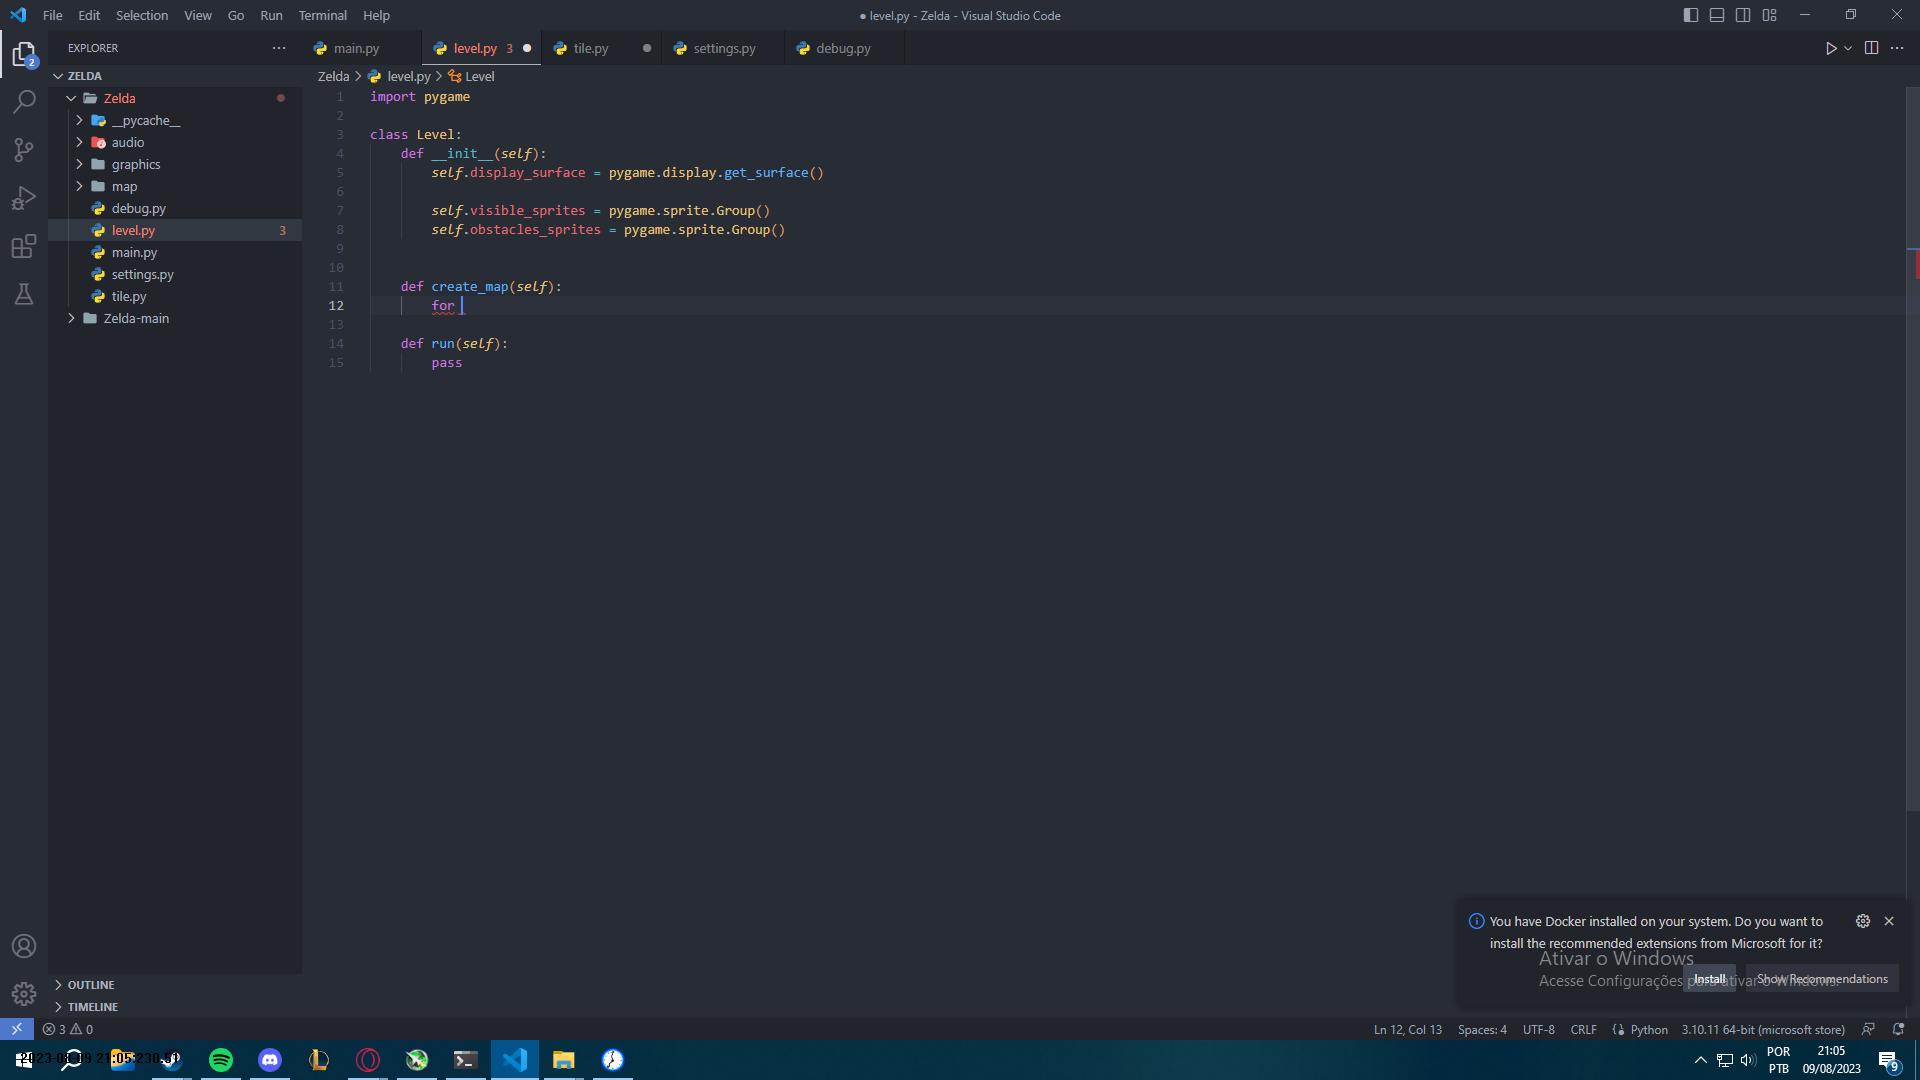 File Edit Selection View Go Run Terminal Help
● level.py - Zelda - Visual Studio Code
EXPLORER
main.py
level.py 3
tile.py
settings.py
debug.py
ZELDA
Zelda > level.py > Level
Zelda
__pycache__
audio
graphics
map
debug.py
level.py 3
main.py
settings.py
tile.py
Zelda-main
1 import pygame
2
3 class Level:
4 def __init__(self):
5 self.display_surface = pygame.display.get_surface()
6
7 self.visible_sprites = pygame.sprite.Group()
8 self.obstacles_sprites = pygame.sprite.Group()
9
10
11 def create_map(self):
12 for
13
14 def run(self):
15 pass
You have Docker installed on your system. Do you want to
install the recommended extensions from Microsoft for it?
Install Show Recommendations
Ativar o Windows
Acesse Configurações para ativar o Windows.
2
OUTLINE
TIMELINE
3 0
Ln 12, Col 13 Spaces: 4 UTF-8 CRLF Python 3.10.11 64-bit (microsoft store)
2023-08-09 21:05:230.51
POR
PTB
21:05
09/08/2023
9